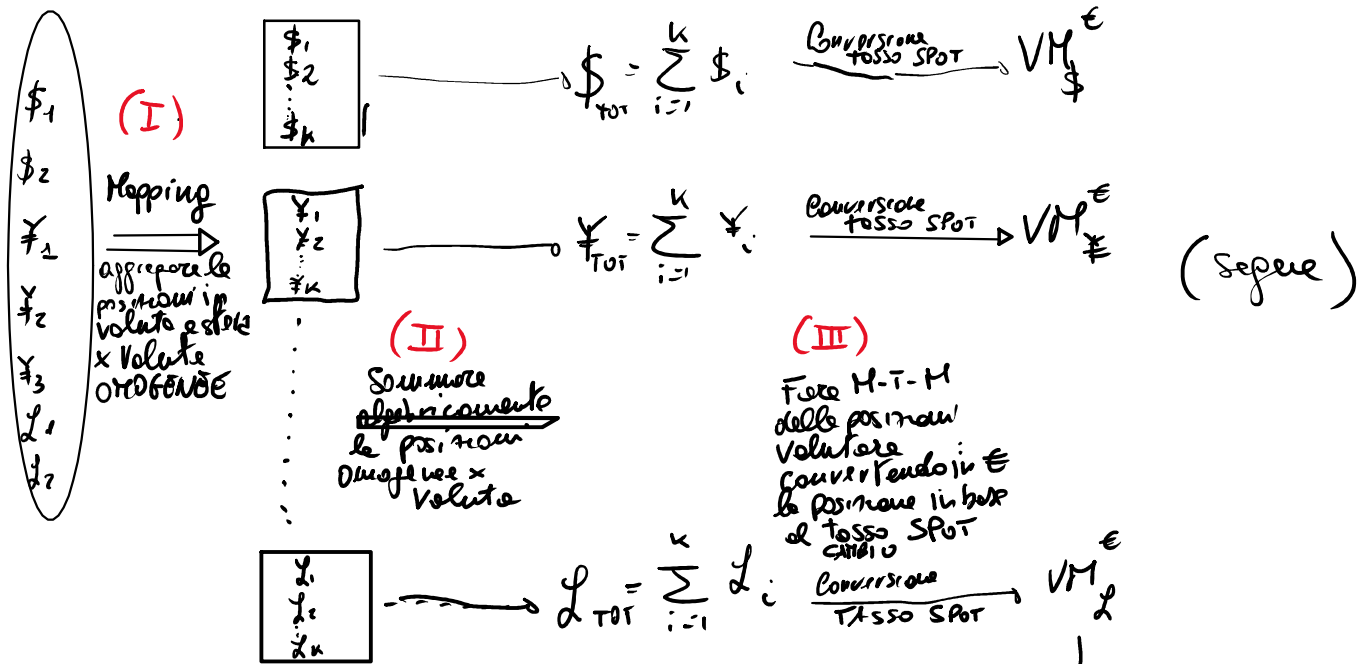 $1
$2
¥1
¥2
¥3
£1
£2
(I)
Mapping
aggregare le
posizioni in
valuta estera
x Valute
OMOGENEE
$1
$2
$K
$TOT = Σ i=1 K $i
Conversione
TASSO SPOT
VM $ €
¥1
¥2
¥K
¥TOT = Σ i=1 K ¥i
Conversione
TASSO SPOT
VM ¥ €
(segue)
(II)
Sommare
algebricamente
le posizioni
Omogenee x
Valuta
(III)
Fare M-T-M
delle posizioni
Valutare
convertendo in €
la posizione in base
al tasso SPOT
CAMBIO
£1
£2
£K
£TOT = Σ i=1 K £i
Conversione
TASSO SPOT
VM £ €